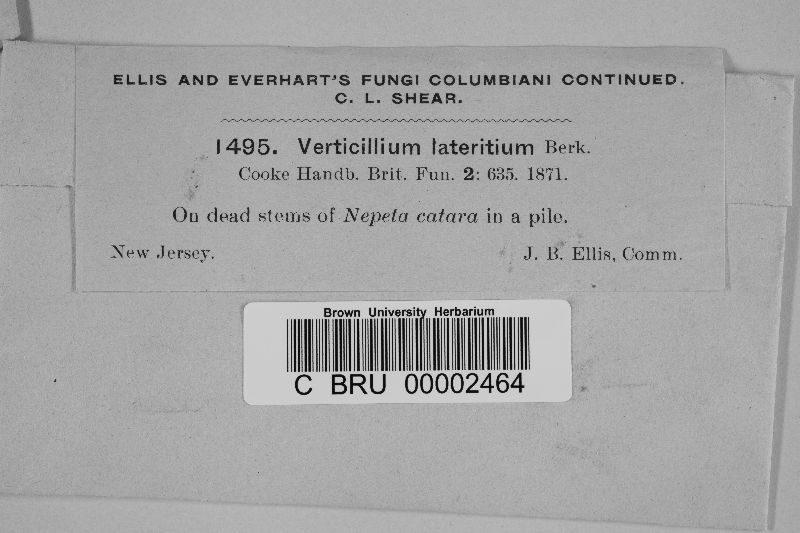 ELLIS AND EVERHART'S FUNGI COLUMBIANI CONTINUED.
C. L. SHEAR.
1495. Verticillium lateritium Berk.
Cooke Handb. Brit. Fun. 2: 635. 1871.
On dead stems of Nepeta catara in a pile.
New Jersey. J. B. Ellis, Comm.
Brown University Herbarium
C BRU 00002464